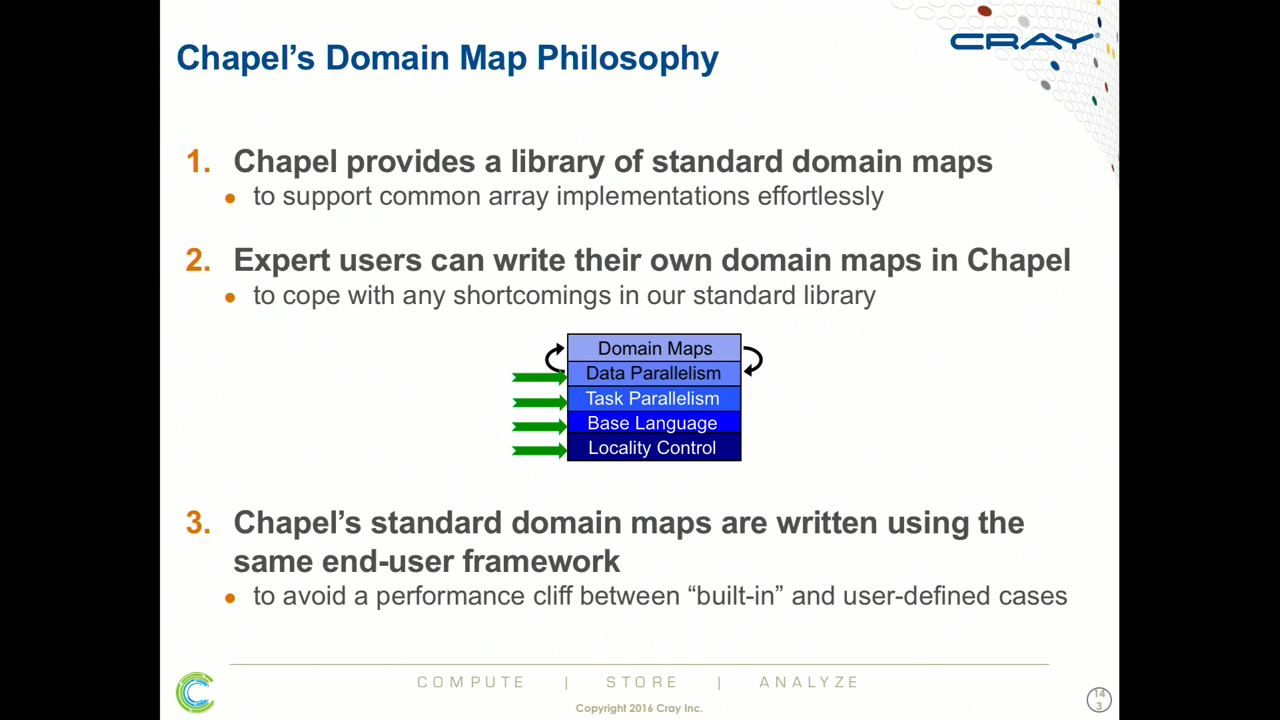 CRAY®
Chapel’s Domain Map Philosophy
1. Chapel provides a library of standard domain maps
● to support common array implementations effortlessly
2. Expert users can write their own domain maps in Chapel
● to cope with any shortcomings in our standard library
Domain Maps
Data Parallelism
Task Parallelism
Base Language
Locality Control
3. Chapel’s standard domain maps are written using the
same end-user framework
● to avoid a performance cliff between “built-in” and user-defined cases
COMPUTE | STORE | ANALYZE
Copyright 2016 Cray Inc.
14
3